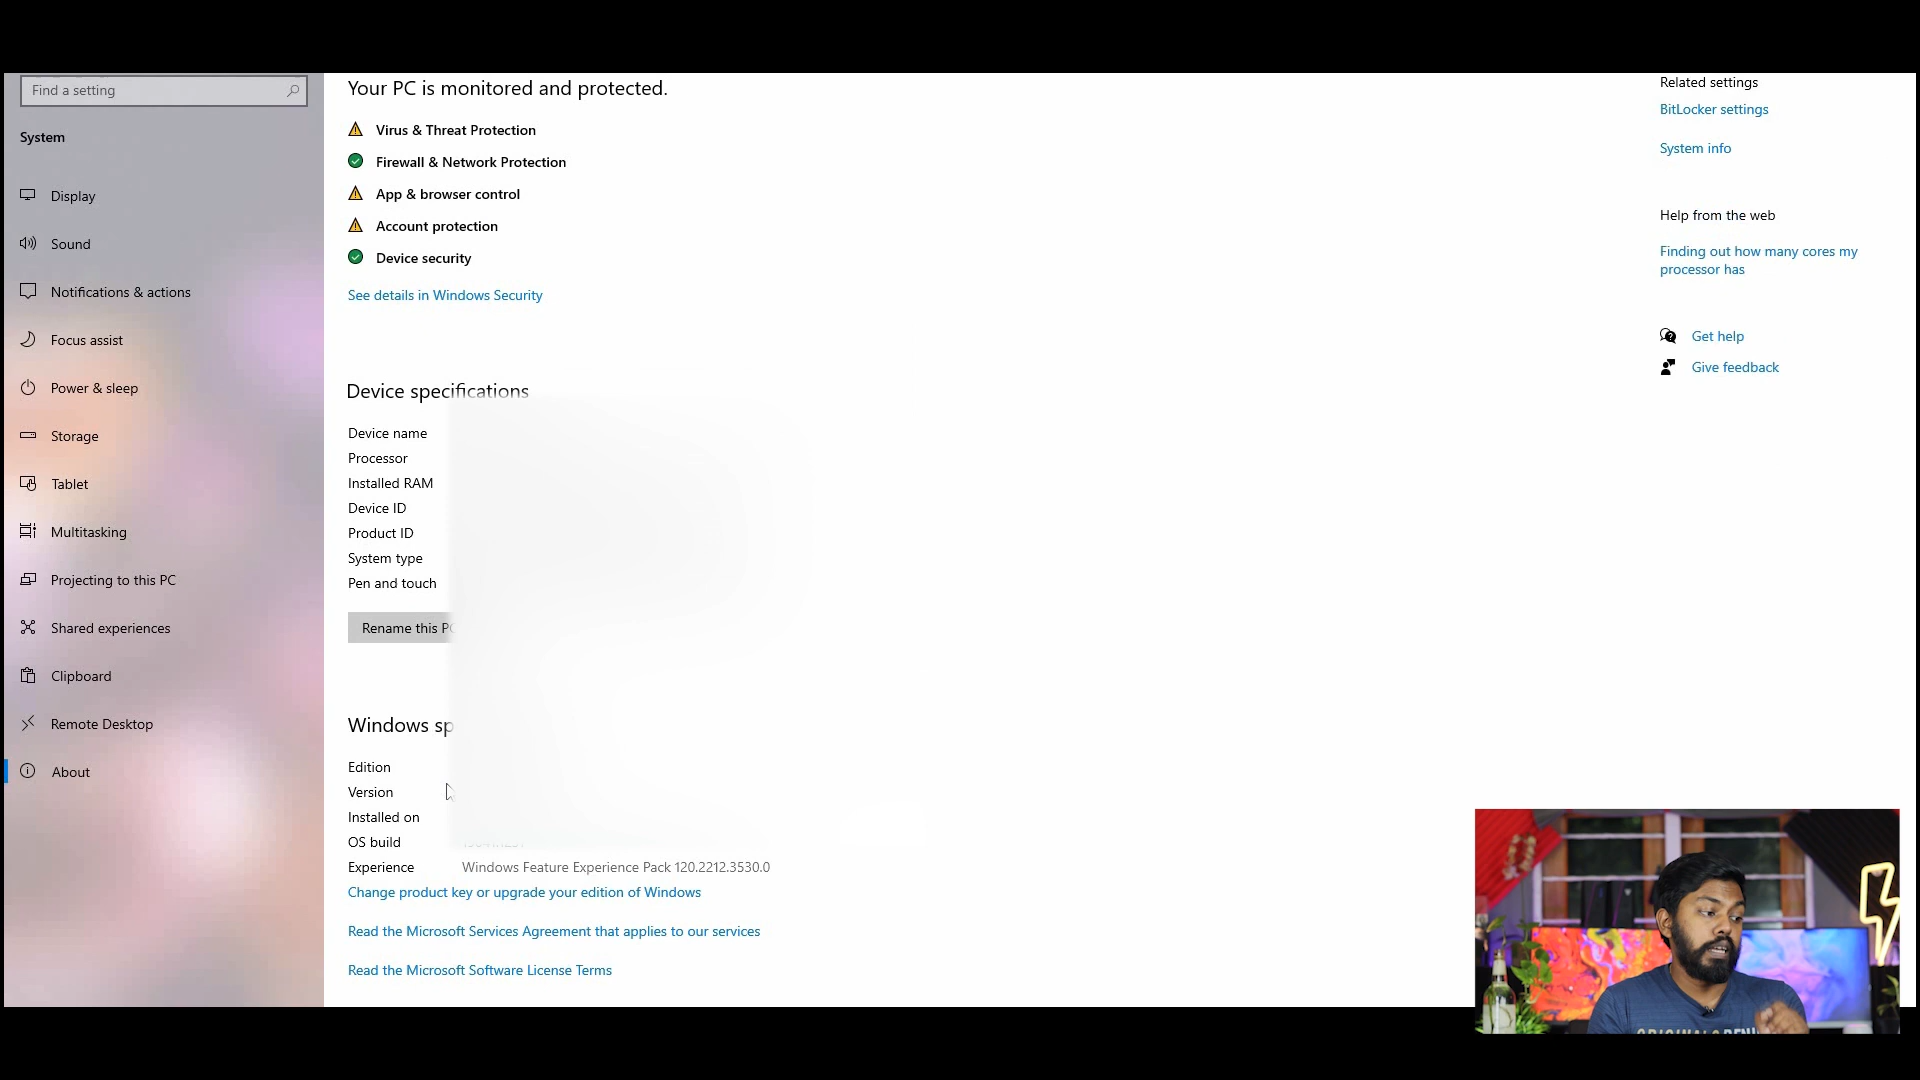 Find a setting
System
Display
Sound
Notifications & actions
Focus assist
Power & sleep
Storage
Tablet
Multitasking
Projecting to this PC
Shared experiences
Clipboard
Remote Desktop
About
Your PC is monitored and protected.
Virus & Threat Protection
Firewall & Network Protection
App & browser control
Account protection
Device security
See details in Windows Security
Device specifications
Device name
Processor
Installed RAM
Device ID
Product ID
System type
Pen and touch
Rename this PC
Windows sp
Edition
Version
Installed on
OS build
Experience Windows Feature Experience Pack 120.2212.3530.0
Change product key or upgrade your edition of Windows
Read the Microsoft Services Agreement that applies to our services
Read the Microsoft Software License Terms
Related settings
BitLocker settings
System info
Help from the web
Finding out how many cores my
processor has
Get help
Give feedback